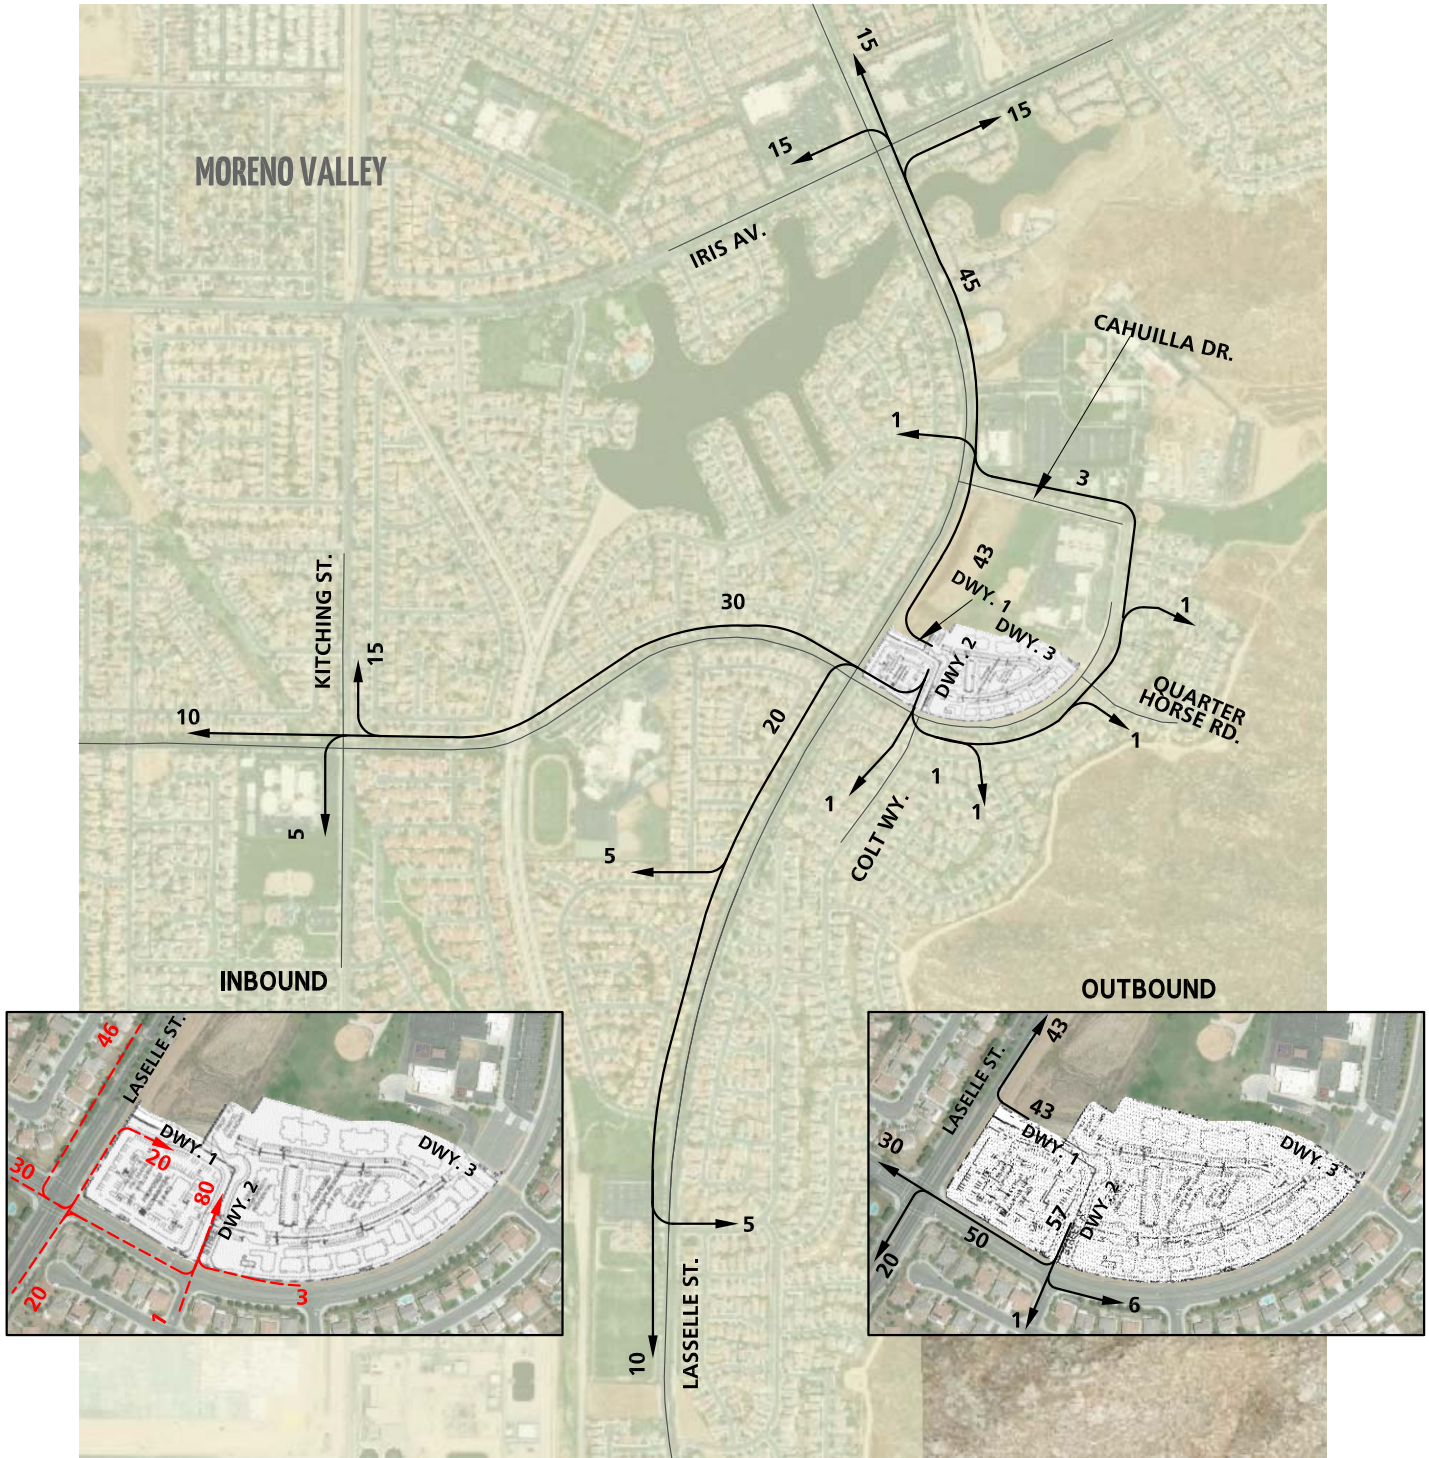 15
15
15
MORENO VALLEY
IRIS AV.
45
CAHUILLA DR.
1
3
43
DWY. 1
DWY. 2
DWY. 3
KITCHING ST.
30
15
1
10
20
QUARTER
HORSE RD.
1
1
1
1
5
5
COLT WY.
INBOUND
OUTBOUND
46
LASELLE ST.
DWY. 1
20
30
80
DWY. 2
DWY. 3
20
1
3
43
LASELLE ST.
43
30
DWY. 1
DWY. 3
57
DWY. 2
50
20
6
1
5
LASSELLE ST.
10